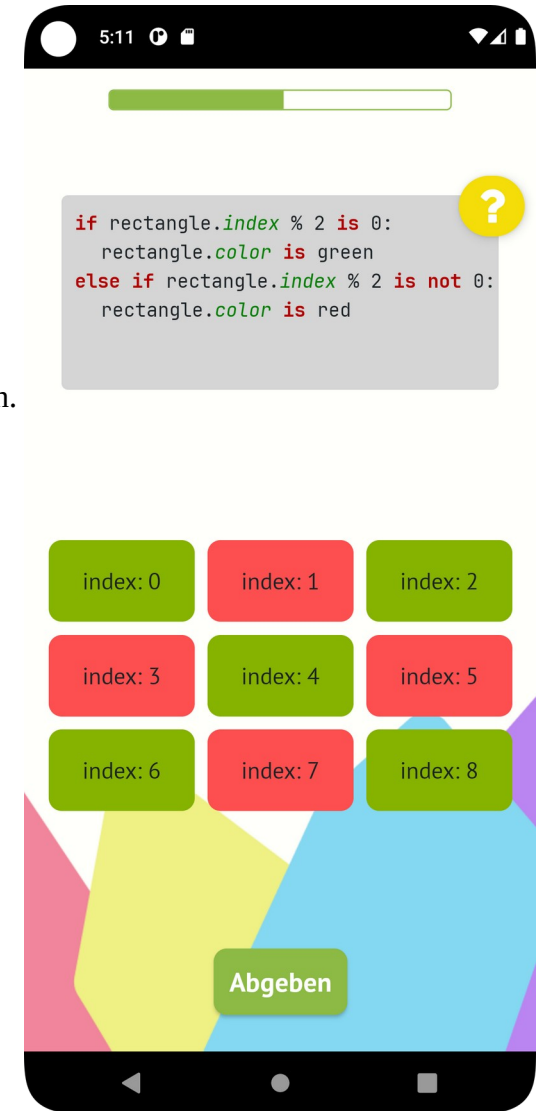 5:11
?
if rectangle.index % 2 is 0:
rectangle.color is green
else if rectangle.index % 2 is not 0:
rectangle.color is red
index: 0
index: 1
index: 2
index: 3
index: 4
index: 5
index: 6
index: 7
index: 8
Abgeben